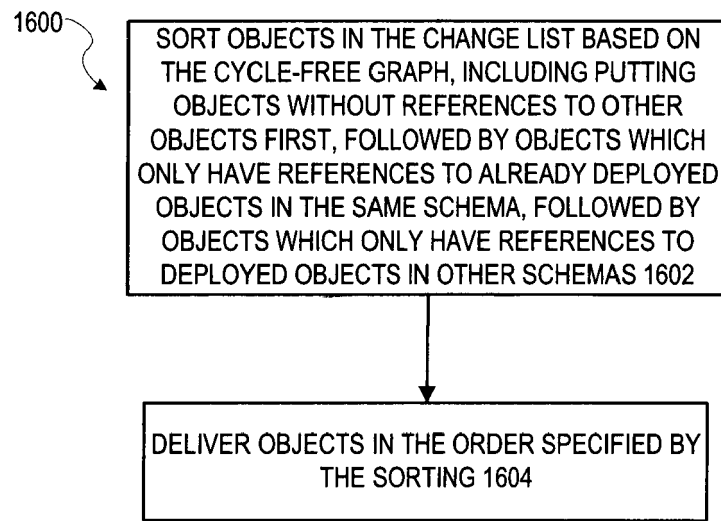 1600
SORT OBJECTS IN THE CHANGE LIST BASED ON
THE CYCLE-FREE GRAPH, INCLUDING PUTTING
OBJECTS WITHOUT REFERENCES TO OTHER
OBJECTS FIRST, FOLLOWED BY OBJECTS WHICH
ONLY HAVE REFERENCES TO ALREADY DEPLOYED
OBJECTS IN THE SAME SCHEMA, FOLLOWED BY
OBJECTS WHICH ONLY HAVE REFERENCES TO
DEPLOYED OBJECTS IN OTHER SCHEMAS 1602
DELIVER OBJECTS IN THE ORDER SPECIFIED BY
THE SORTING 1604